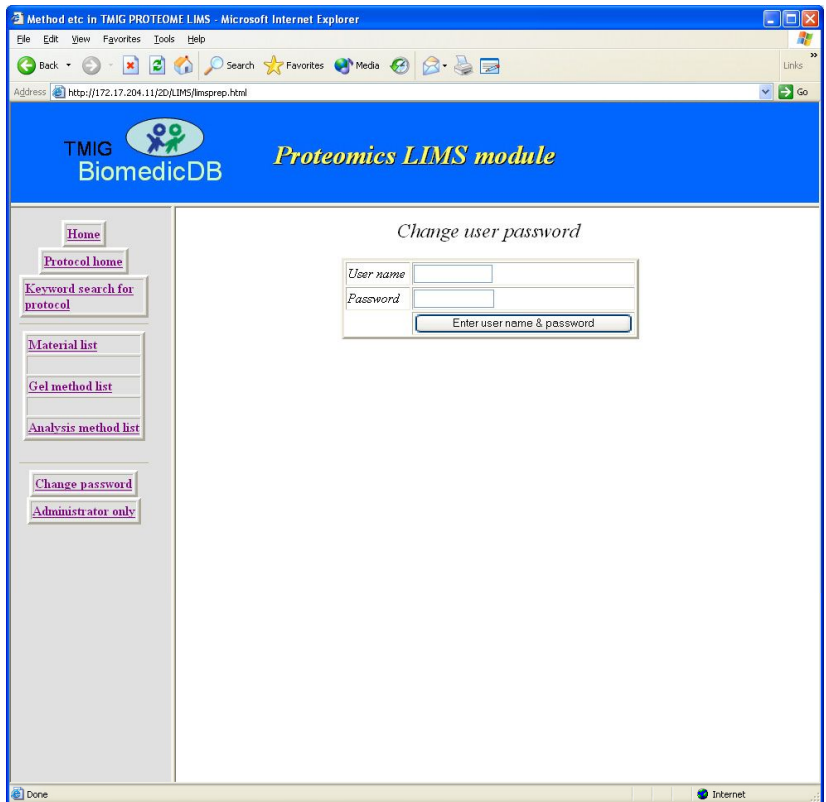 Method etc in TMIG PROTEOME LIMS - Microsoft Internet Explorer
File Edit View Favorites Tools Help
Back Search Favorites Media Links
Address http://172.17.204.11/2D/LIMS/limsprep.html Go
TMIG
BiomedicDB
Proteomics LIMS module
Home
Protocol home
Keyword search for
protocol
Material list
Gel method list
Analysis method list
Change password
Administrator only
Change user password
User name
Password
Enter user name & password
Done Internet